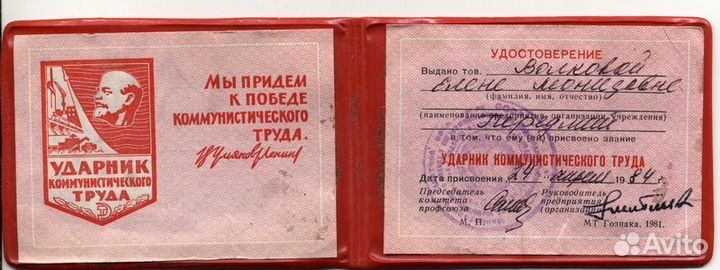 УДАРНИК
КОММУНИСТИЧЕСКОГО
ТРУДА
Мы придем
к победе
коммунистического
труда.
В Ульянов (Ленин)
УДОСТОВЕРЕНИЕ
Выдано тов. Волковой
Елене Леонидовне
(фамилия, имя, отчество)
(наименование предприятия, организации, учреждения)
в том, что ему (ей) присвоено звание
УДАРНИК КОММУНИСТИЧЕСКОГО ТРУДА
Дата присвоения 24 апреля 1984 г.
Председатель комитета профсоюза
Руководитель предприятия (организации)
М. П.
МТ Гознака, 1981.
Avito